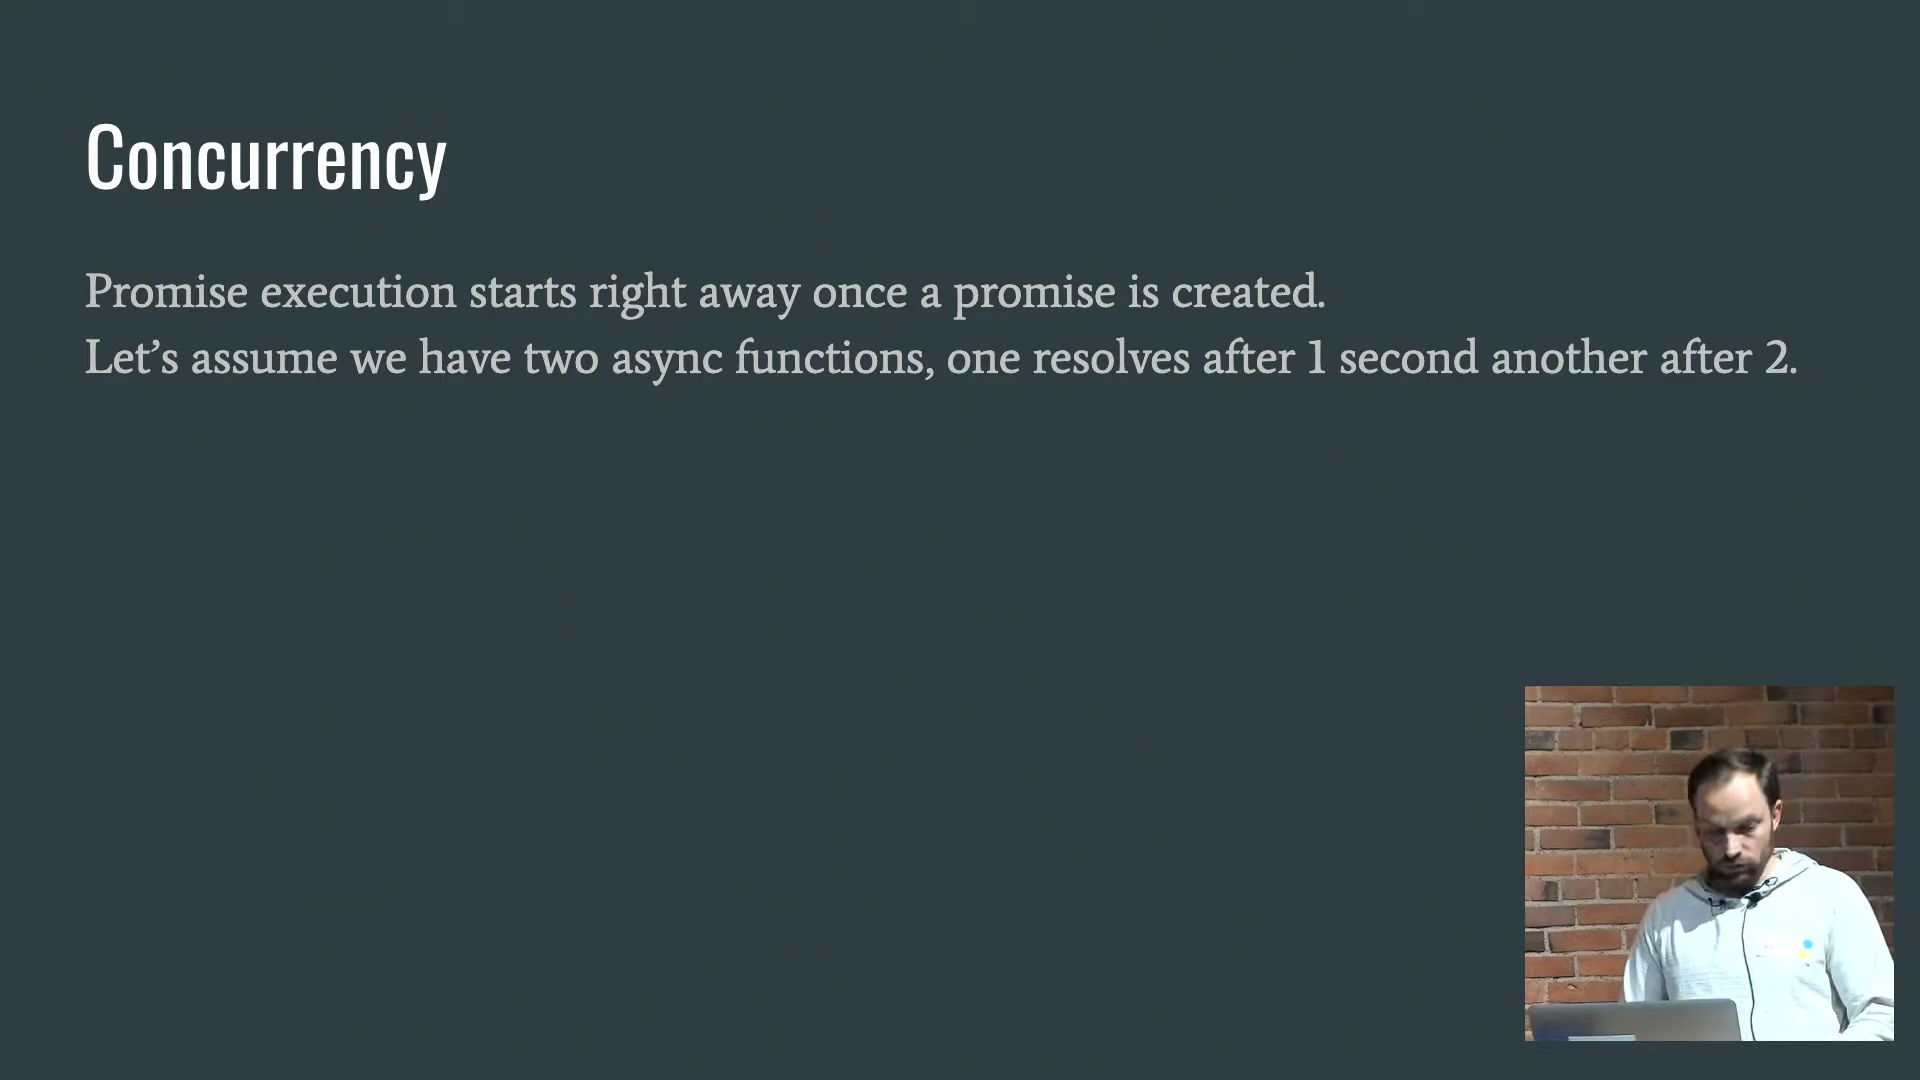 Concurrency
Promise execution starts right away once a promise is created.
Let’s assume we have two async functions, one resolves after 1 second another after 2.